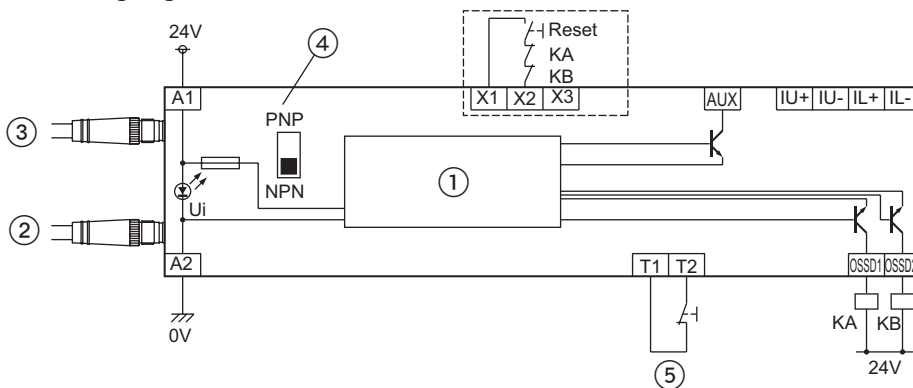 24V
④
Reset
KA
KB
A1
X1 X2 X3
AUX
IU+ IU- IL+ IL-
③
PNP
NPN
①
Ui
②
A2
T1 T2
OSSD1 OSSD2
0V
⑤
KA KB
24V